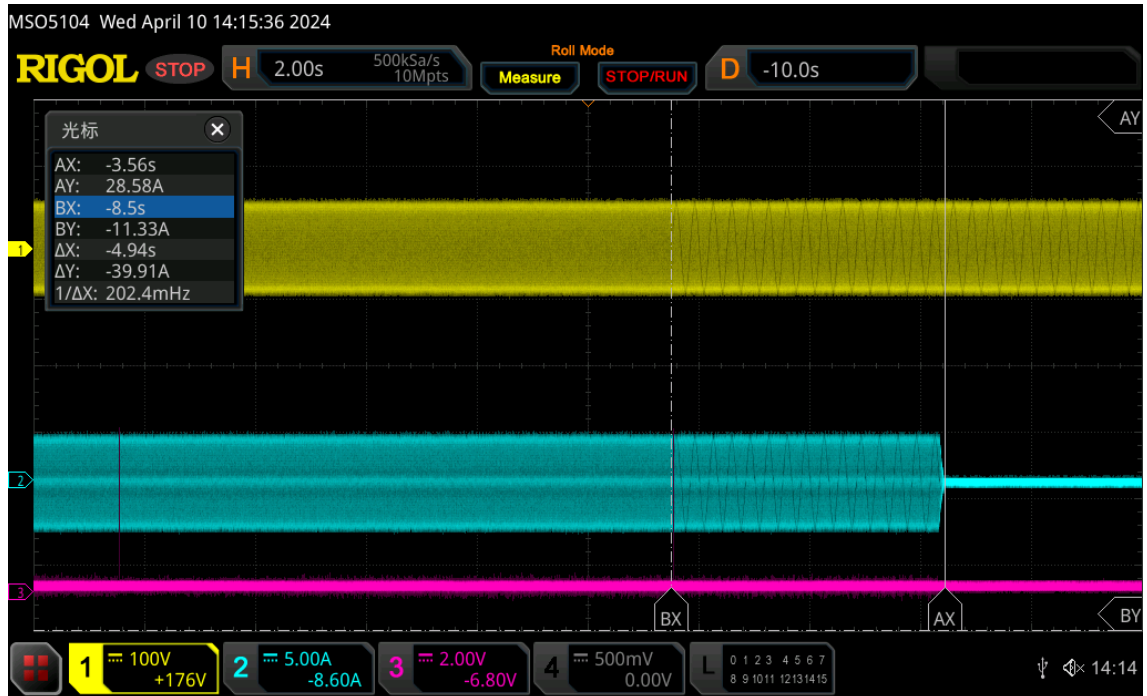 MSO5104 Wed April 10 14:15:36 2024
RIGOL STOP H 2.00s 500kSa/s 10Mpts Roll Mode Measure STOP/RUN D -10.0s
光标
AX: -3.56s
AY: 28.58A
BX: -8.5s
BY: -11.33A
ΔX: -4.94s
ΔY: -39.91A
1/ΔX: 202.4mHz
AY
1
2
3
BX AX BY
1 100V +176V
2 5.00A -8.60A
3 2.00V -6.80V
4 500mV 0.00V
L 0 1 2 3 4 5 6 7
8 9 10 11 12 13 14 15
14:14